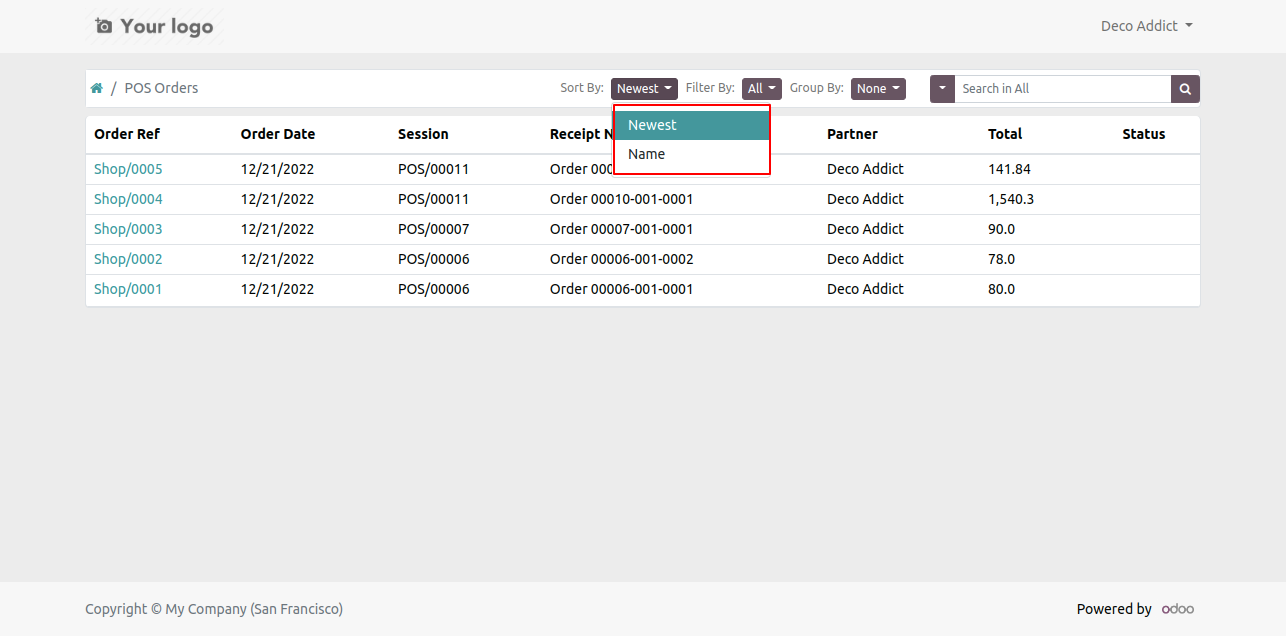 Your logo
Deco Addict
/ POS Orders
Sort By: Newest Filter By: All Group By: None Search in All
Newest
Name
Order Ref Order Date Session Receipt Partner Total Status
Shop/0005 12/21/2022 POS/00011 Order Deco Addict 141.84
Shop/0004 12/21/2022 POS/00011 Order 00010-001-0001 Deco Addict 1,540.3
Shop/0003 12/21/2022 POS/00007 Order 00007-001-0001 Deco Addict 90.0
Shop/0002 12/21/2022 POS/00006 Order 00006-001-0002 Deco Addict 78.0
Shop/0001 12/21/2022 POS/00006 Order 00006-001-0001 Deco Addict 80.0
Copyright © My Company (San Francisco)
Powered by odoo